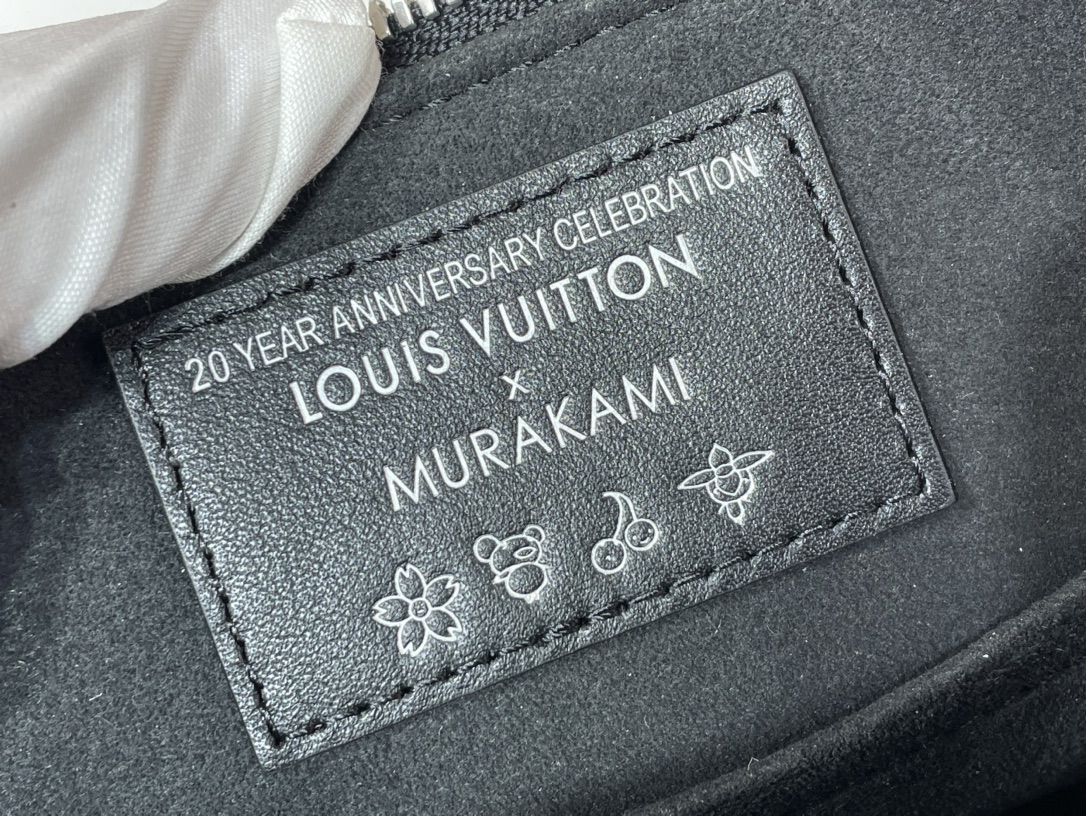 20 YEAR ANNIVERSARY CELEBRATION
LOUIS VUITTON
x
MURAKAMI